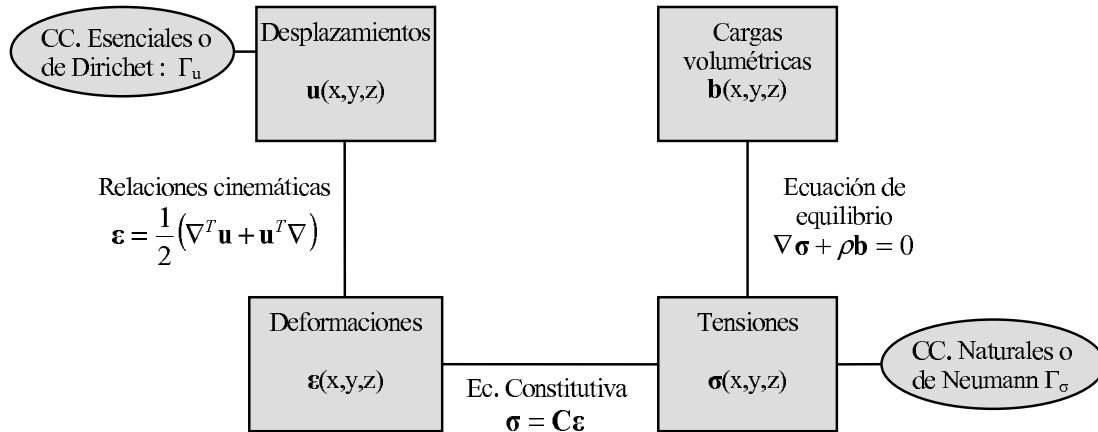 CC. Esenciales o
de Dirichet : Γu
Desplazamientos
u(x,y,z)
Cargas
volumétricas
b(x,y,z)
Relaciones cinemáticas
ε = 1/2 (∇^T u + u^T ∇)
Ecuación de
equilibrio
∇σ + ρb = 0
Deformaciones
ε(x,y,z)
Ec. Constitutiva
σ = Cε
Tensiones
σ(x,y,z)
CC. Naturales o
de Neumann Γσ